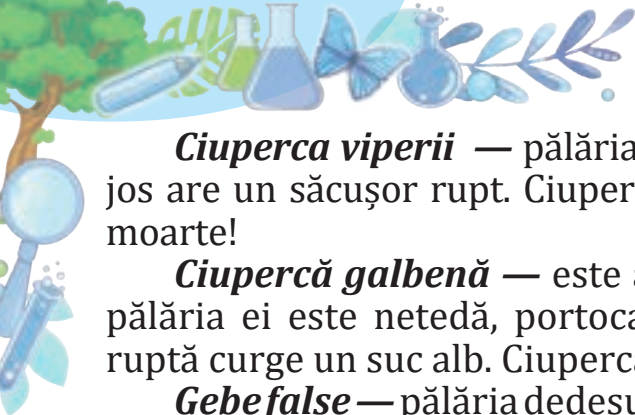 Ciuperca viperii — pălăria
jos are un săcușor rupt. Ciuper
moarte!
Ciupercă galbenă — este
pălăria ei este netedă, portoca
ruptă curge un suc alb. Ciuperc
Gebe false — pălăria dedesu